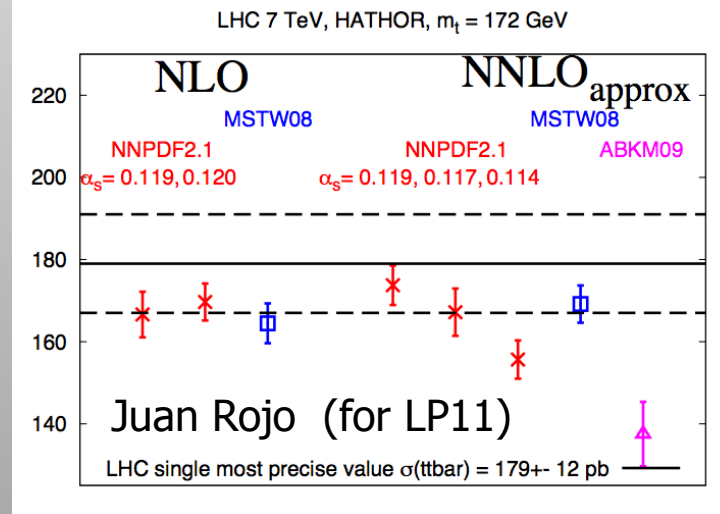 LHC 7 TeV, HATHOR, mt = 172 GeV
NLO
NNLOapprox
220
MSTW08
MSTW08
NNPDF2.1
NNPDF2.1
ABKM09
200
αs= 0.119, 0.120
αs= 0.119, 0.117, 0.114
180
160
140
Juan Rojo (for LP11)
LHC single most precise value σ(ttbar) = 179+- 12 pb